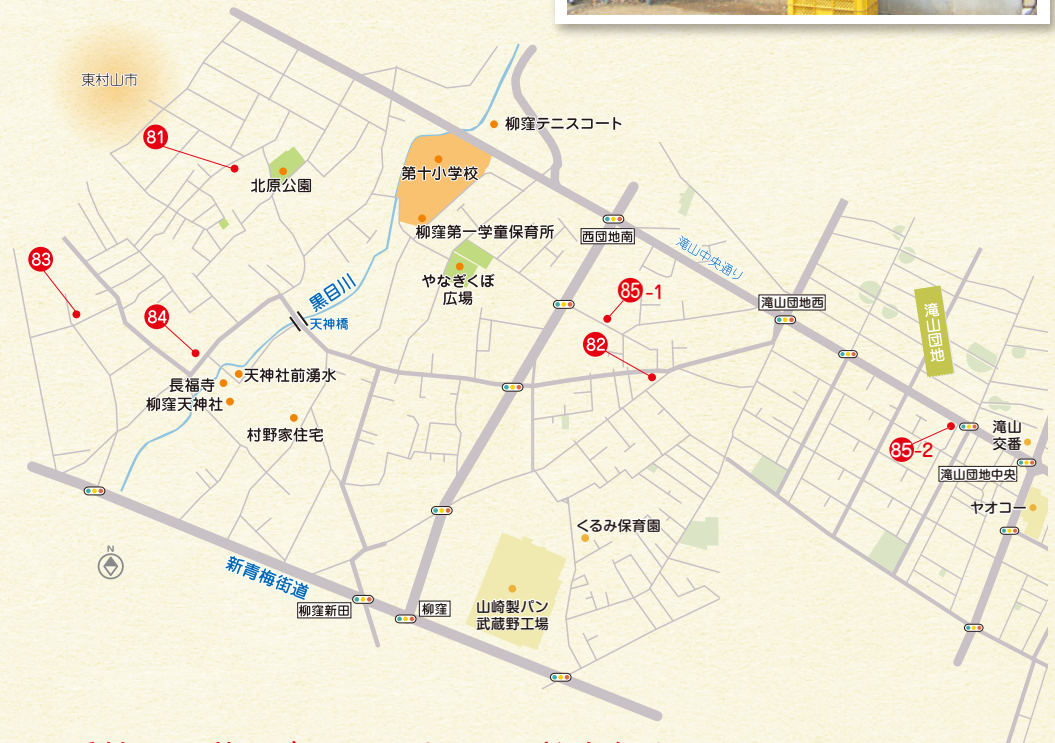 東村山市
81
北原公園
柳窪テニスコート
第十小学校
柳窪第一学童保育所
やなぎくぼ
広場
西団地南
滝山中央通り
83
84
黒目川
天神橋
85-1
82
滝山団地西
滝山団地
天神社前湧水
長福寺
柳窪天神社
村野家住宅
85-2
滝山
交番
滝山団地中央
ヤオコー
N
新青梅街道
柳窪新田
柳窪
くるみ保育園
山崎製パン
武蔵野工場